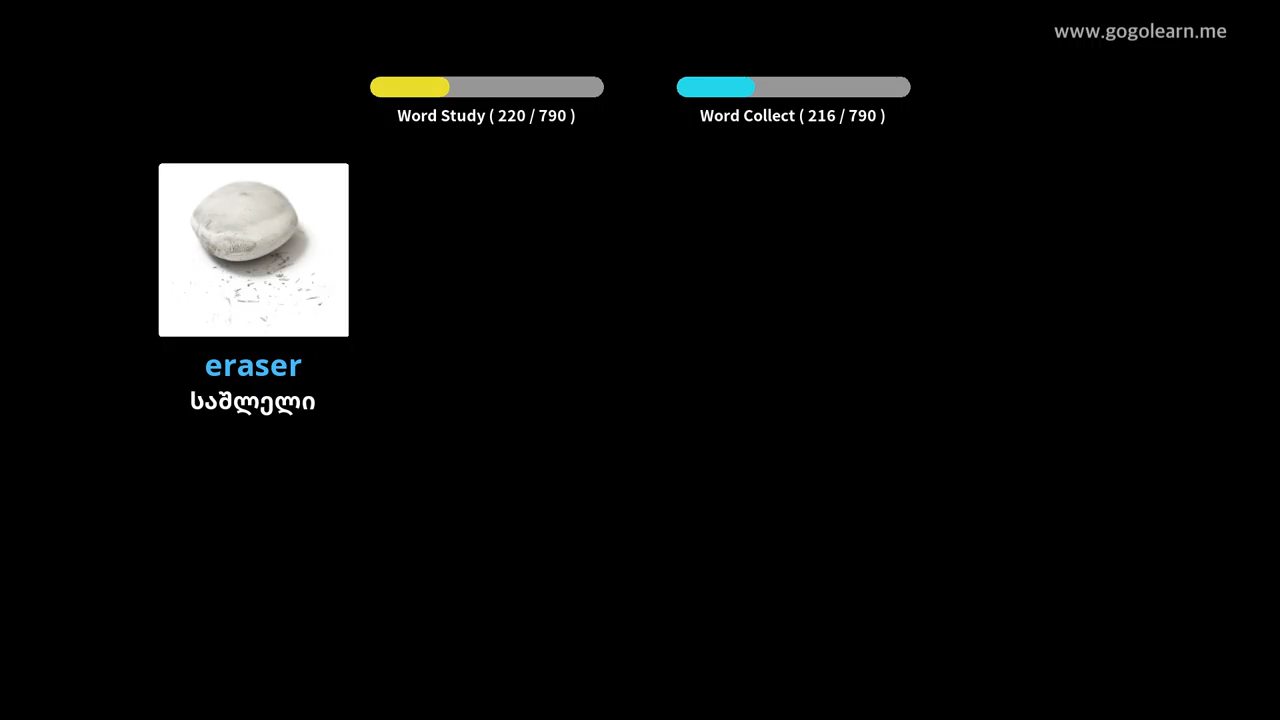 www.gogolearn.me
Word Study ( 220 / 790 )
Word Collect ( 216 / 790 )
eraser
საშლელი